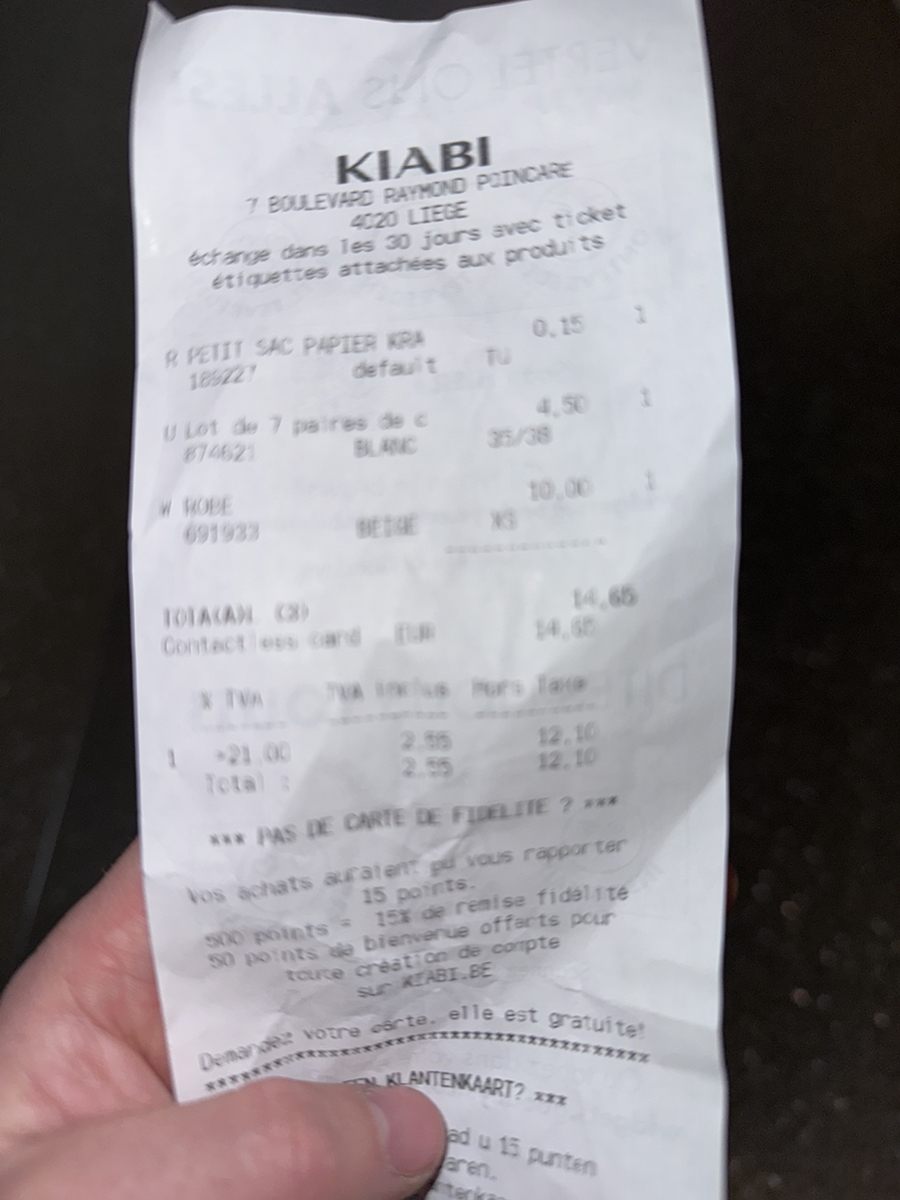 KIABI
7 BOULEVARD RAYMOND POINCARE
4020 LIEGE
échange dans les 30 jours avec ticket
étiquettes attachées aux produits
R PETIT SAC PAPIER KRA 0,15 1
189227 default TU
U Lot de 7 paires de c 4,50 1
874621 BLANC 35/38
W ROBE 10,00 1
691933 BEIGE XS
TOTA(A)L (3) 14,65
Contactless card EUR 14,65
% TVA TVA Hors Taxe
1 21.00 2.55 12.10
Total : 2.55 12.10
*** PAS DE CARTE DE FIDELITE ? ***
Vos achats auraient pu vous rapporter
15 points.
500 points = 15% de remise fidélité
50 points de bienvenue offerts pour
toute création de compte
sur KIABI.BE
Demandez votre carte, elle est gratuite!
KLANTENKAART? ***
ad u 15 punten
aren.